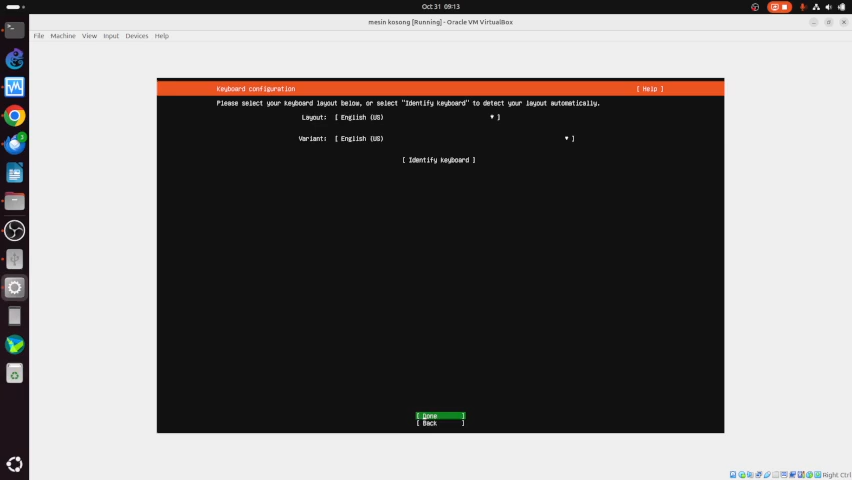 Oct 31 09:13
mesin kosong [Running] - Oracle VM VirtualBox
File Machine View Input Devices Help
Keyboard configuration [ Help ]
Please select your keyboard layout below, or select "Identify keyboard" to detect your layout automatically.
Layout: [ English (US) ▾ ]
Variant: [ English (US) ▾ ]
[ Identify keyboard ]
3
[ Done ]
[ Back ]
Right Ctrl